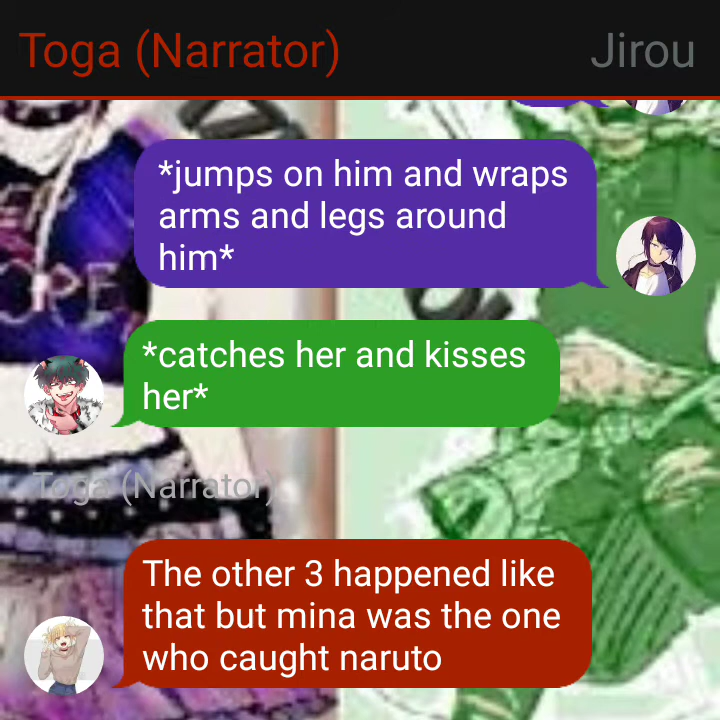 Toga (Narrator) Jirou
*jumps on him and wraps
arms and legs around
him*
*catches her and kisses
her*
Toga (Narrator)
The other 3 happened like
that but mina was the one
who caught naruto